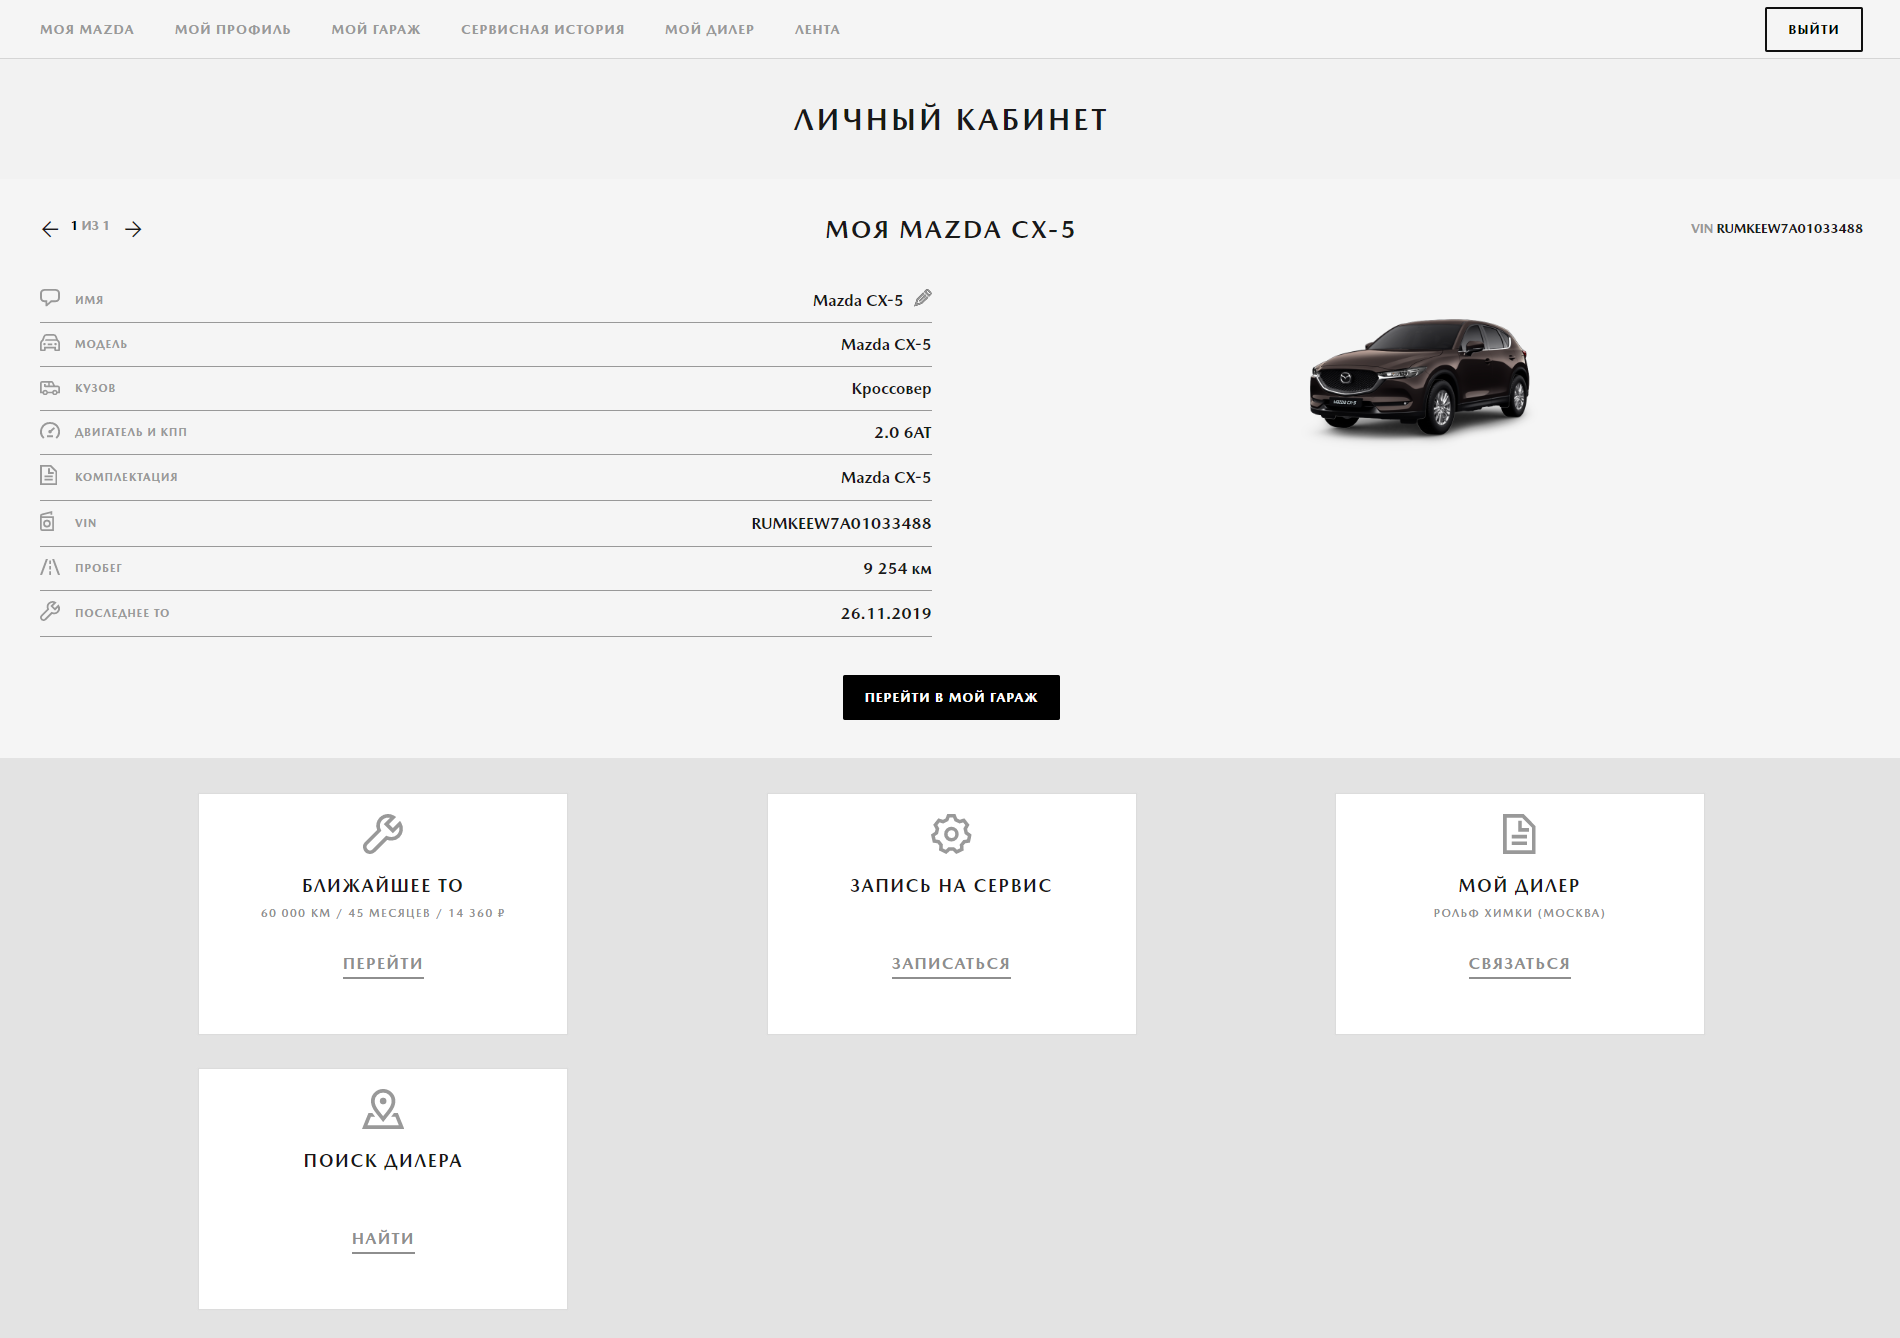 МОЯ MAZDA МОЙ ПРОФИЛЬ МОЙ ГАРАЖ СЕРВИСНАЯ ИСТОРИЯ МОЙ ДИЛЕР ЛЕНТА ВЫЙТИ
ЛИЧНЫЙ КАБИНЕТ
1 ИЗ 1
МОЯ MAZDA CX-5
VIN RUMKEEW7A01033488
ИМЯ Mazda CX-5
МОДЕЛЬ Mazda CX-5
КУЗОВ Кроссовер
ДВИГАТЕЛЬ И КПП 2.0 6AT
КОМПЛЕКТАЦИЯ Mazda CX-5
VIN RUMKEEW7A01033488
ПРОБЕГ 9 254 км
ПОСЛЕДНЕЕ ТО 26.11.2019
MAZDA CX-5
ПЕРЕЙТИ В МОЙ ГАРАЖ
БЛИЖАЙШЕЕ ТО
60 000 КМ / 45 МЕСЯЦЕВ / 14 360 ₽
ПЕРЕЙТИ
ЗАПИСЬ НА СЕРВИС
ЗАПИСАТЬСЯ
МОЙ ДИЛЕР
РОЛЬФ ХИМКИ (МОСКВА)
СВЯЗАТЬСЯ
ПОИСК ДИЛЕРА
НАЙТИ